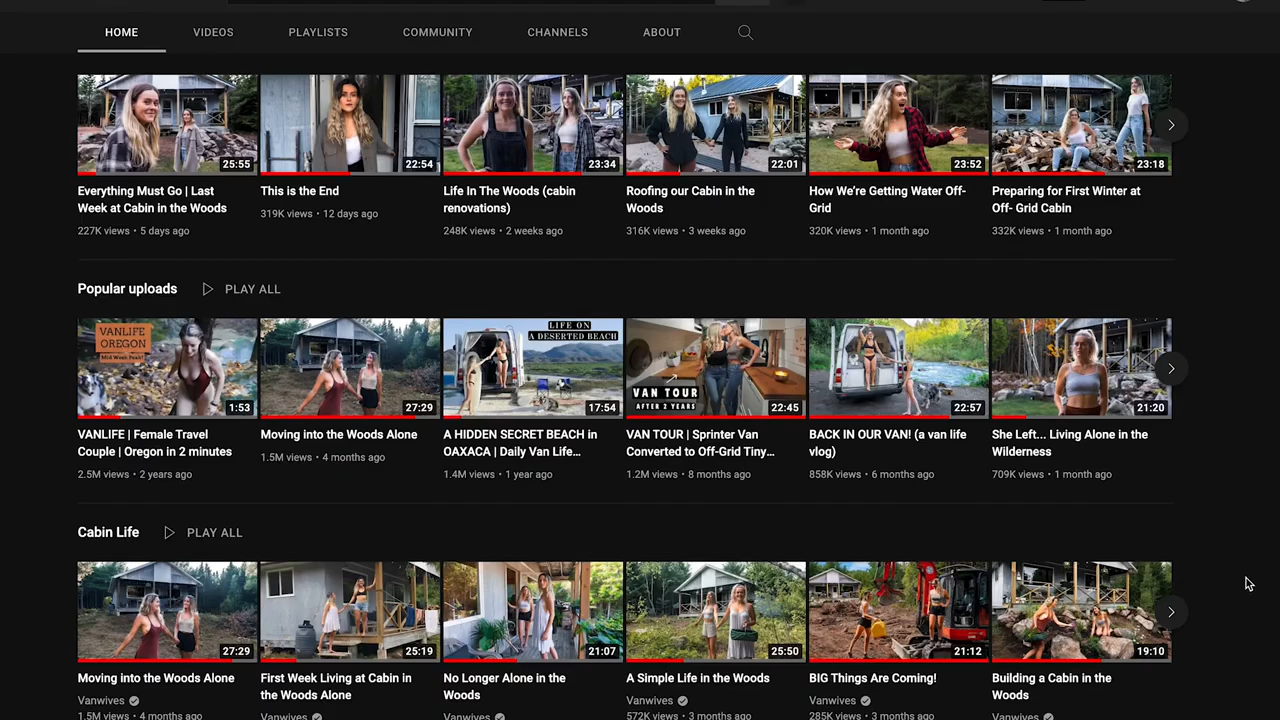 HOME VIDEOS PLAYLISTS COMMUNITY CHANNELS ABOUT
25:55 22:54 23:34 22:01 23:52 23:18
Everything Must Go | Last
Week at Cabin in the Woods
227K views • 5 days ago
This is the End
319K views • 12 days ago
Life In The Woods (cabin
renovations)
248K views • 2 weeks ago
Roofing our Cabin in the
Woods
316K views • 3 weeks ago
How We're Getting Water Off-
Grid
320K views • 1 month ago
Preparing for First Winter at
Off- Grid Cabin
332K views • 1 month ago
Popular uploads PLAY ALL
VANLIFE
OREGON
Mid Week Peak!
1:53
VANLIFE | Female Travel
Couple | Oregon in 2 minutes
2.5M views • 2 years ago
27:29
Moving into the Woods Alone
1.5M views • 4 months ago
LIFE ON
A DESERTED BEACH
17:54
A HIDDEN SECRET BEACH in
OAXACA | Daily Van Life...
1.4M views • 1 year ago
VAN TOUR
AFTER 2 YEARS
22:45
VAN TOUR | Sprinter Van
Converted to Off-Grid Tiny...
1.2M views • 8 months ago
22:57
BACK IN OUR VAN! (a van life
vlog)
858K views • 6 months ago
21:20
She Left... Living Alone in the
Wilderness
709K views • 1 month ago
Cabin Life PLAY ALL
27:29
Moving into the Woods Alone
Vanwives
1.5M views • 4 months ago
25:19
First Week Living at Cabin in
the Woods Alone
Vanwives
21:07
No Longer Alone in the
Woods
Vanwives
25:50
A Simple Life in the Woods
Vanwives
572K views • 3 months ago
21:12
BIG Things Are Coming!
Vanwives
285K views • 3 months ago
19:10
Building a Cabin in the
Woods
Vanwives